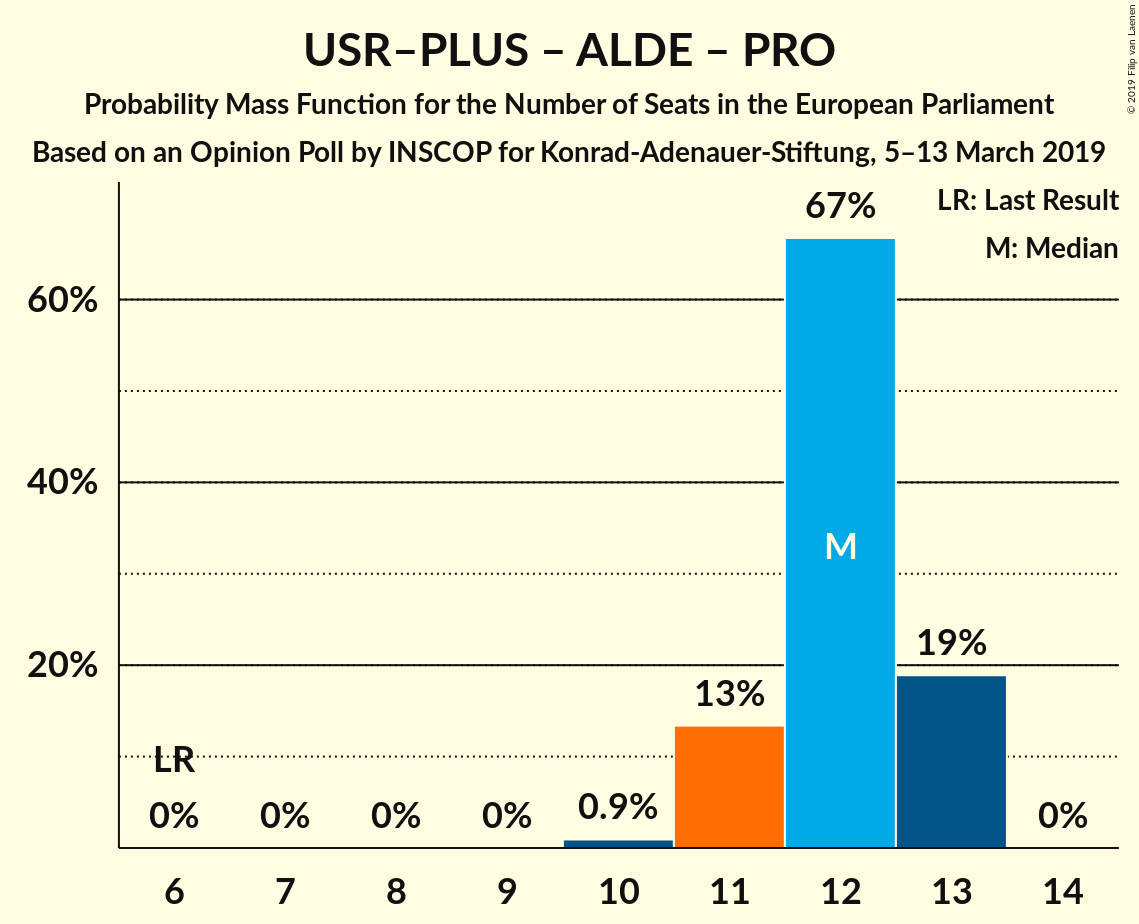 USR–PLUS – ALDE – PRO
Probability Mass Function for the Number of Seats in the European Parliament
Based on an Opinion Poll by INSCOP for Konrad-Adenauer-Stiftung, 5–13 March 2019
© 2019 Filip van Laenen
LR: Last Result
M: Median
67%
60%
40%
M
20%
19%
13%
LR
0%
0%
0%
0%
0.9%
0%
6 7 8 9 10 11 12 13 14